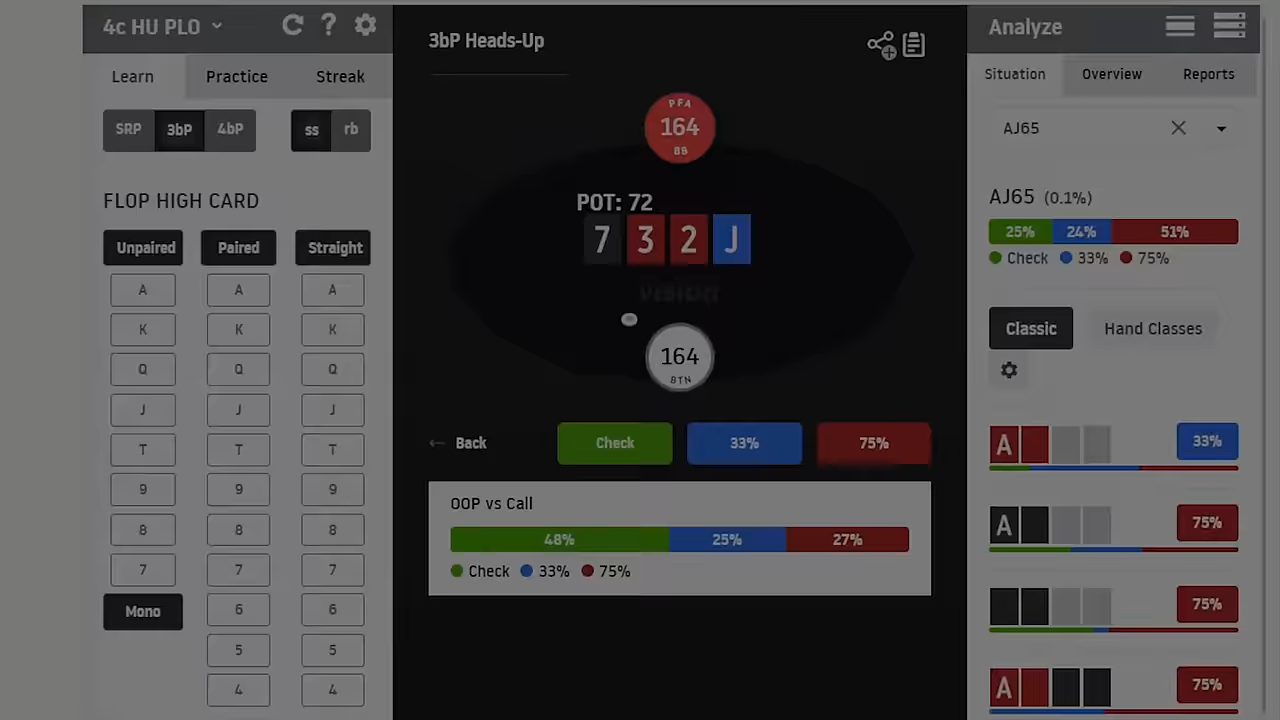 4c HU PLO
Learn Practice Streak
SRP 3bP 4bP ss rb
FLOP HIGH CARD
Unpaired Paired Straight
A A A
K K K
Q Q Q
J J J
T T T
9 9 9
8 8 8
7 7 7
Mono 6 6
5 5
4 4
3bP Heads-Up
PFA
164
BB
POT: 72
7 3 2 J
164
BTN
← Back Check 33% 75%
OOP vs Call
48% 25% 27%
Check 33% 75%
Analyze
Situation Overview Reports
AJ65
AJ65 (0.1%)
25% 24% 51%
Check 33% 75%
Classic Hand Classes
A 33%
A 75%
75%
A 75%